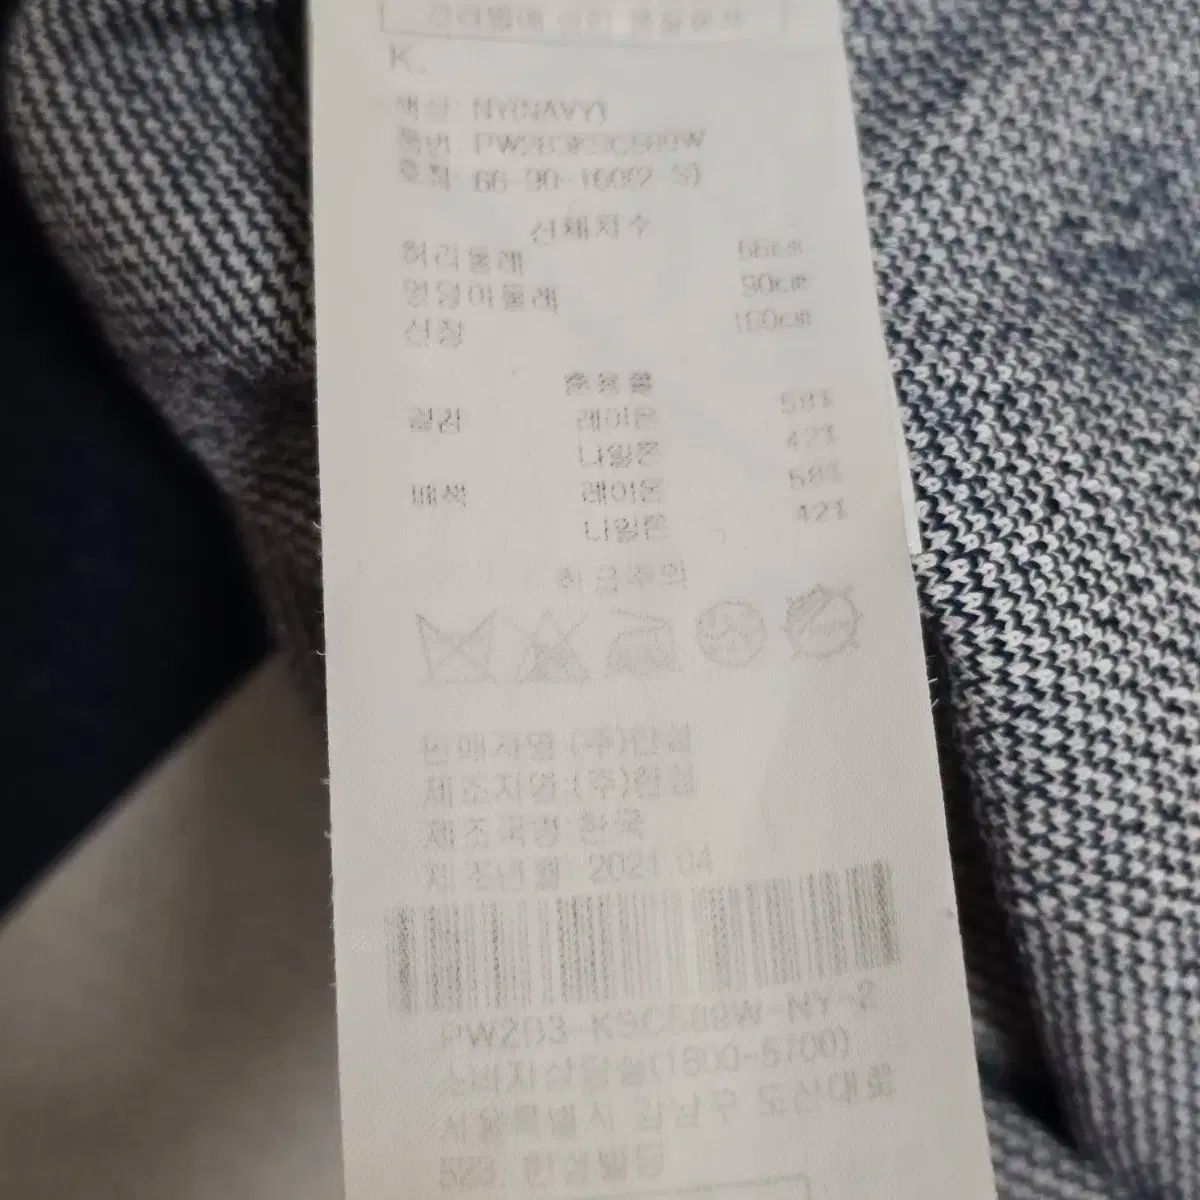 K.
색상: NY(NAVY)
품번: PW2B3KSC589W
호칭: 66-90-160(2-S)
신체치수
허리둘레 66cm
엉덩이둘레 90cm
신장 160cm
혼용율
겉감 레이온 58%
나일론 42%
배색 레이온 58%
나일론 42%
취급주의
판매자명:(주)한섬
제조자명:(주)한섬
제조국명:한국
제조년월: 2021.04
PW2B3-KSC589W-NY-2
소비자상담실(1800-5700)
서울특별시 강남구 도산대로
523 한섬빌딩